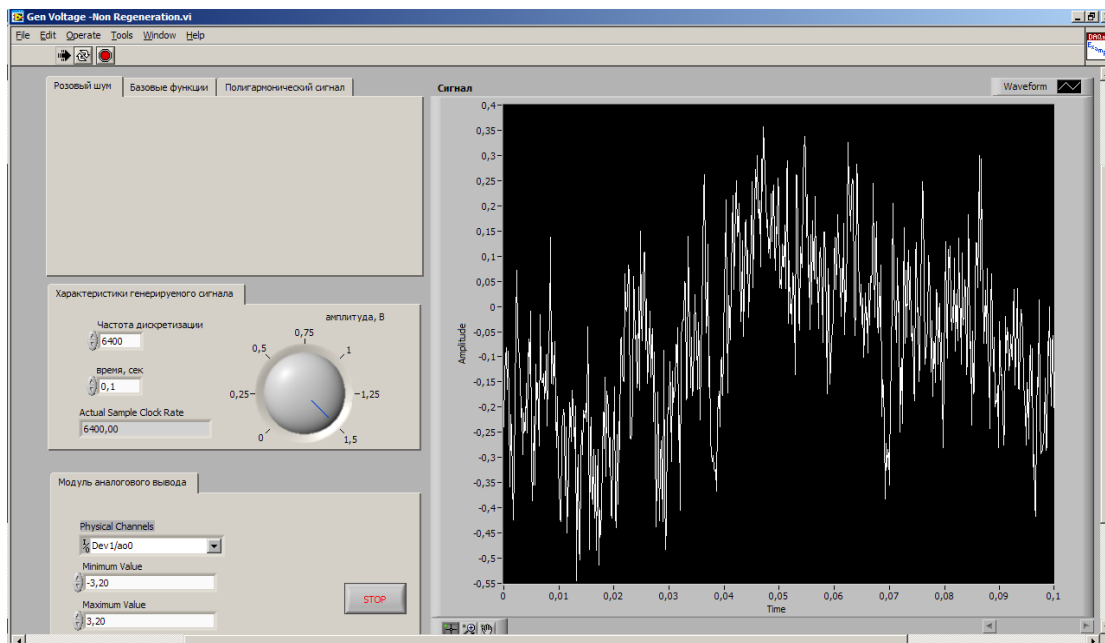 Gen Voltage -Non Regeneration.vi
File Edit Operate Tools Window Help
Розовый шум
Базовые функции
Полигармонический сигнал
Характеристики генерируемого сигнала
Частота дискретизации
6400
время, сек
0,1
Actual Sample Clock Rate
6400,00
амплитуда, В
0
0,25
0,5
0,75
1
1,25
1,5
Модуль аналогового вывода
Physical Channels
Dev1/ao0
Minimum Value
-3,20
Maximum Value
3,20
STOP
Сигнал
Waveform
Amplitude
0,4
0,35
0,3
0,25
0,2
0,15
0,1
0,05
0
-0,05
-0,1
-0,15
-0,2
-0,25
-0,3
-0,35
-0,4
-0,45
-0,5
-0,55
0 0,01 0,02 0,03 0,04 0,05 0,06 0,07 0,08 0,09 0,1
Time